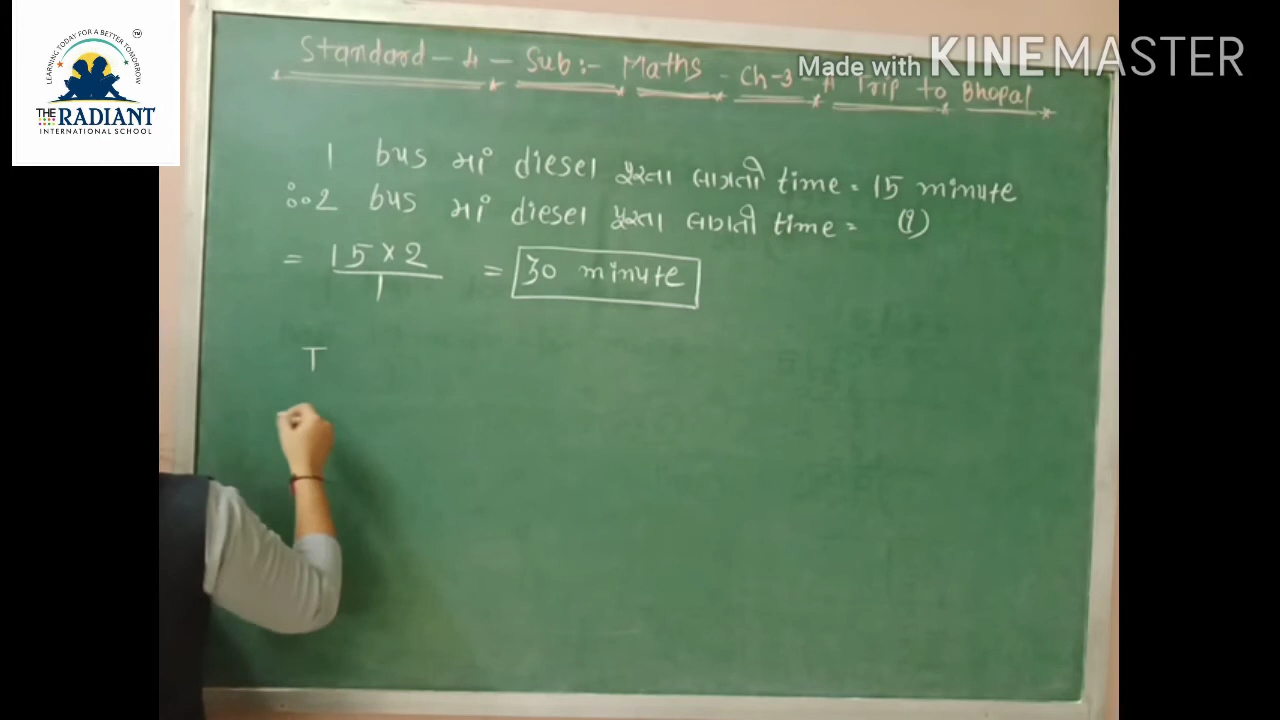 LEARNING TODAY FOR A BETTER TOMORROW
TM
THE RADIANT
INTERNATIONAL SCHOOL
Made with KINEMASTER
Standard - 4 - Sub :- Maths - Ch-3 - A Trip to Bhopal
1 bus માં diesel પૂરતા લાગતો time = 15 minute
∴ 2 bus માં diesel પુરતા લાગતો time = (?)
= 15 × 2 / 1 = 30 minute
T